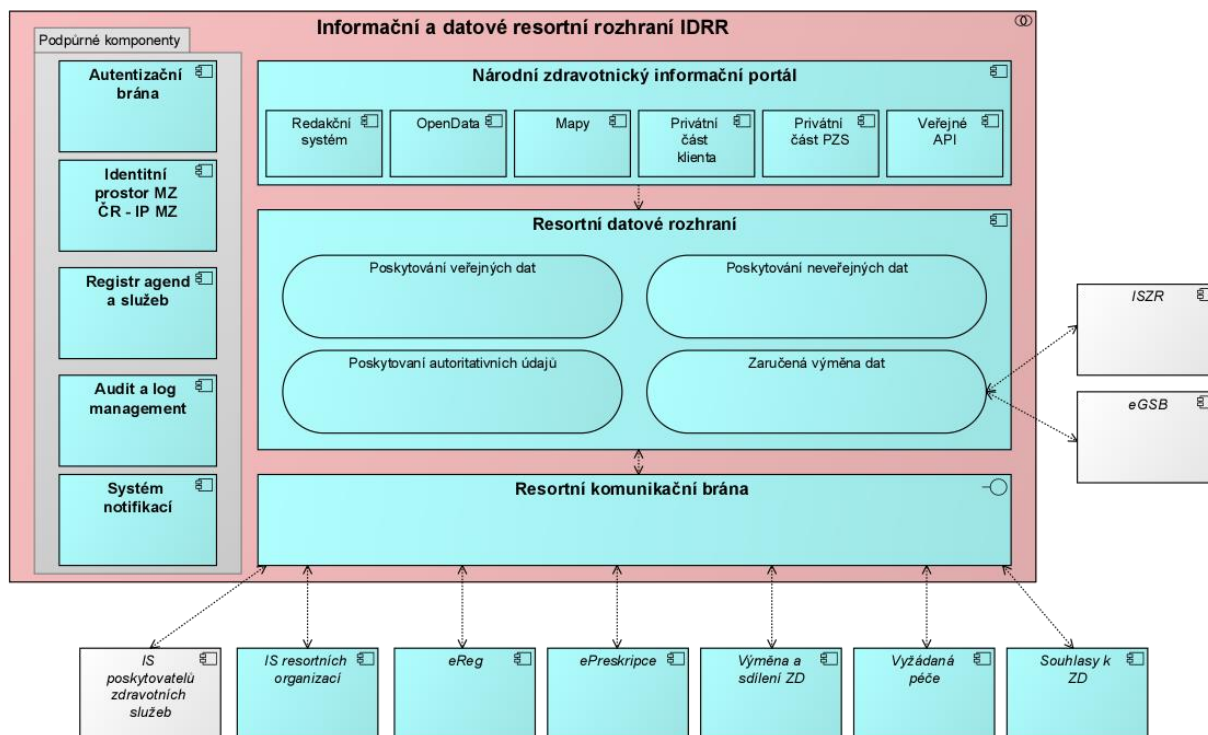 Informační a datové resortní rozhraní IDRR
Podpůrné komponenty
Autentizační
brána
Identitní
prostor MZ
ČR - IP MZ
Registr agend
a služeb
Audit a log
management
Systém
notifikací
Národní zdravotnický informační portál
Redakční
systém
OpenData
Mapy
Privátní
část
klienta
Privátní
část PZS
Veřejné
API
Resortní datové rozhraní
Poskytování veřejných dat
Poskytování neveřejných dat
Poskytovaní autoritativních údajů
Zaručená výměna dat
Resortní komunikační brána
ISZR
eGSB
IS
poskytovatelů
zdravotních
služeb
IS resortních
organizací
eReg
ePreskripce
Výměna a
sdílení ZD
Vyžádaná
péče
Souhlasy k
ZD